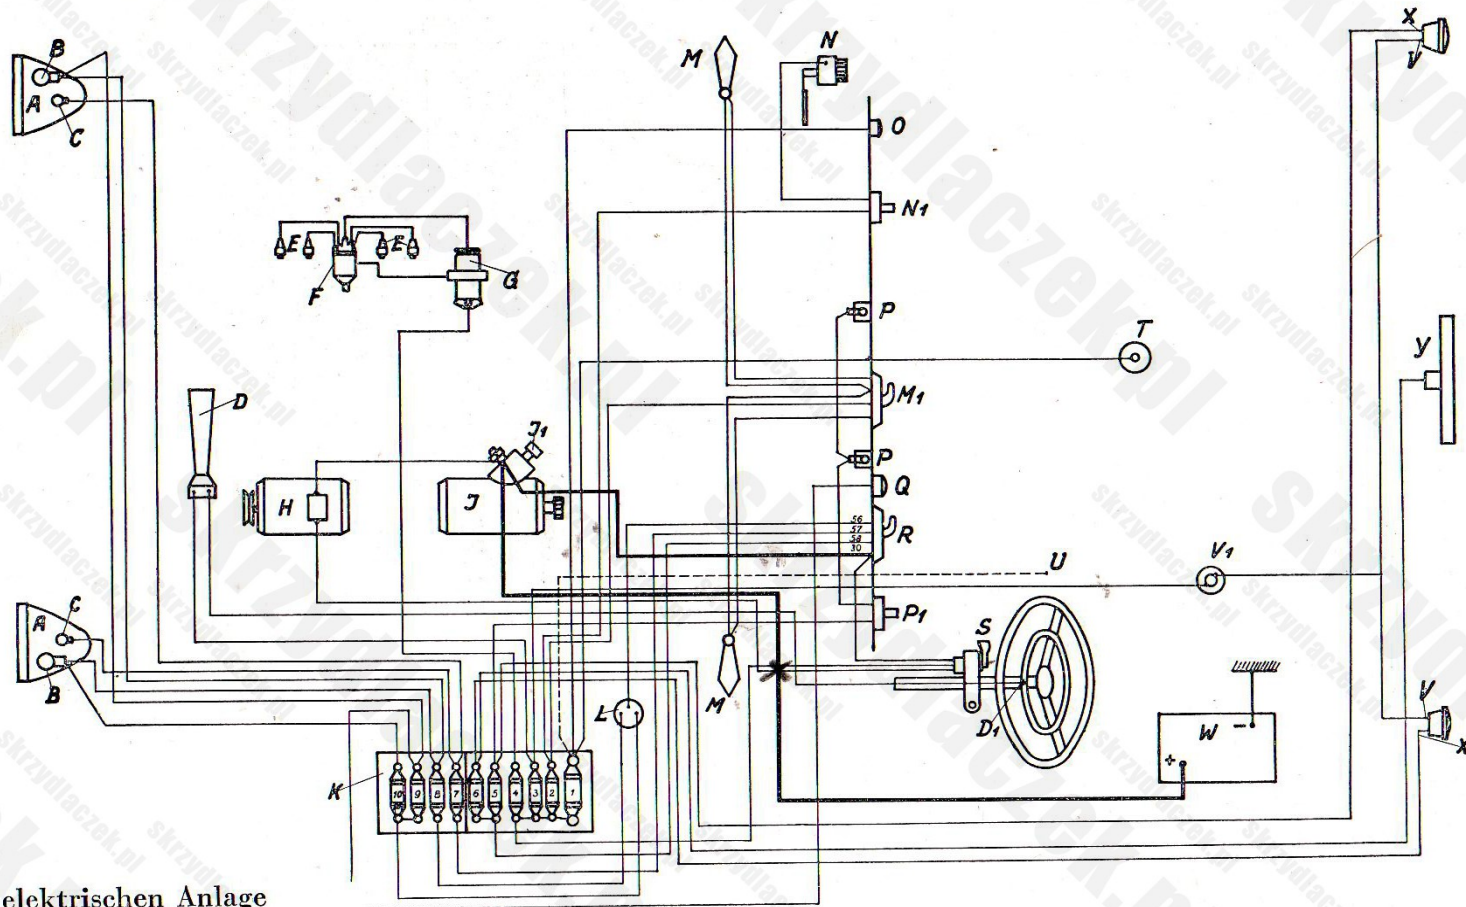 X
B
M
N
V
A
C
O
N1
E
E
F
G
P
T
Y
D
M1
J1
P
Q
H
J
56
57
58
30
R
U
V1
C
A
P1
S
B
L
M
D1
W
−
+
V
X
K
10
9
8
7
6
5
4
3
2
1
elektrischen Anlage
skrzydlaczek.pl